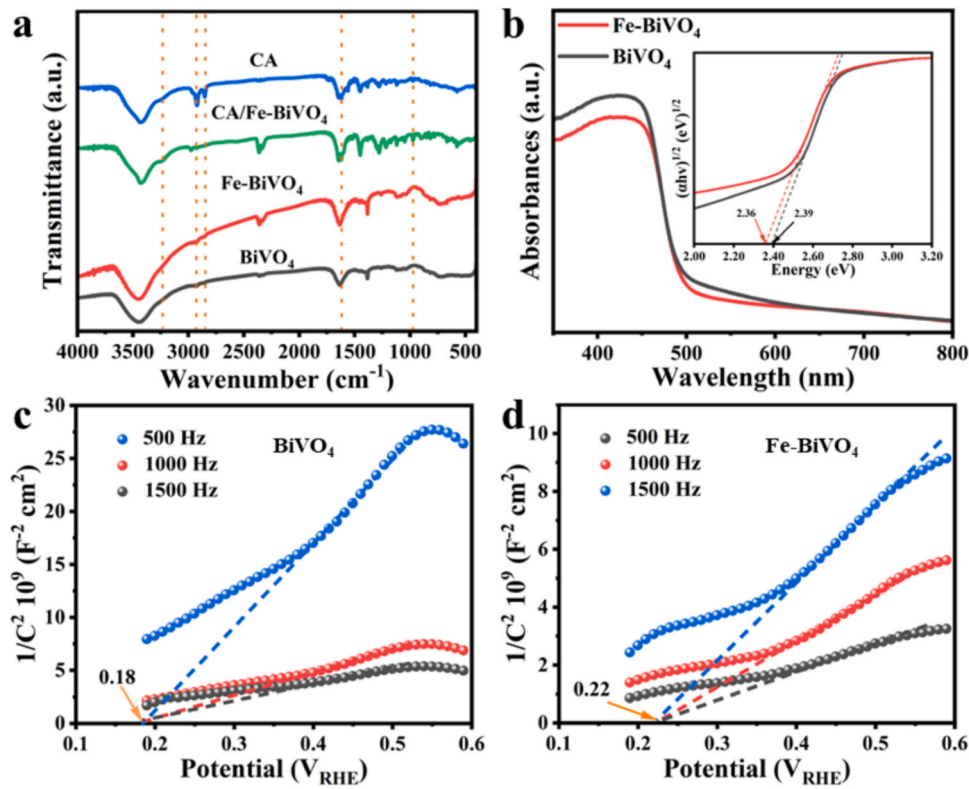 a
CA
CA/Fe-BiVO₄
Fe-BiVO₄
BiVO₄
Transmittance (a.u.)
4000 3500 3000 2500 2000 1500 1000 500
Wavenumber (cm⁻¹)
b
Fe-BiVO₄
BiVO₄
Absorbances (a.u.)
(αhv)^1/2 (eV)^1/2
2.36
2.39
2.00 2.20 2.40 2.60 2.80 3.00 3.20
Energy (eV)
400 500 600 700 800
Wavelength (nm)
c
500 Hz
1000 Hz
1500 Hz
BiVO₄
1/C² 10⁹ (F⁻² cm²)
30
25
20
15
10
5
0
0.18
0.1 0.2 0.3 0.4 0.5 0.6
Potential (V_RHE)
d
500 Hz
1000 Hz
1500 Hz
Fe-BiVO₄
1/C² 10⁹ (F⁻² cm²)
10
8
6
4
2
0
0.22
0.1 0.2 0.3 0.4 0.5 0.6
Potential (V_RHE)